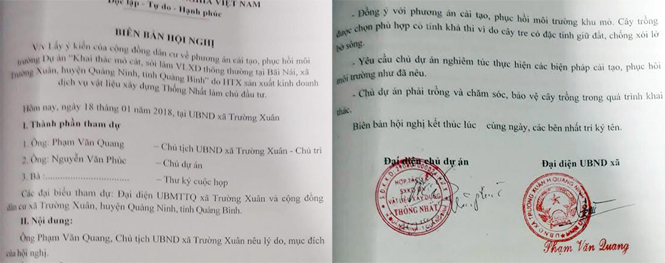 VIỆT NAM
Độc lập - Tự do - Hạnh phúc
BIÊN BẢN HỘI NGHỊ
V/v Lấy ý kiến của cộng đồng dân cư về phương án cải tạo, phục hồi môi
trường Dự án "Khai thác mỏ cát, sỏi làm VLXD thông thường tại Bãi Nài, xã
Trường Xuân, huyện Quảng Ninh, tỉnh Quảng Bình" do HTX sản xuất kinh doanh
dịch vụ vật liệu xây dựng Thống Nhất làm chủ đầu tư.
Hôm nay, ngày 18 tháng 01 năm 2018, tại UBND xã Trường Xuân
I. Thành phần tham dự
1. Ông: Phạm Văn Quang – Chủ tịch UBND xã Trường Xuân - Chủ trì
2. Ông: Nguyễn Văn Phúc – Chủ dự án
3. Bà: – Thư ký cuộc họp
Các đại biểu tham dự: Đại diện UBMTTQ xã Trường Xuân và cộng đồng
dân cư xã Trường Xuân, huyện Quảng Ninh, tỉnh Quảng Bình.
II. Nội dung:
Ông Phạm Văn Quang, Chủ tịch UBND xã Trường Xuân nêu lý do, mục đích
của hội nghị.
- Đồng ý với phương án cải tạo, phục hồi môi trường khu mỏ. Cây trồng
được chọn phù hợp có tính khả thi vì do cây tre có đặc tính giữ đất, chống xói lở
bờ sông.
- Yêu cầu chủ dự án nghiêm túc thực hiện các biện pháp cải tạo, phục hồi
môi trường như đã nêu.
- Chủ dự án phải trồng và chăm sóc, bảo vệ cây trồng trong quá trình khai
thác.
Biên bản hội nghị kết thúc lúc cùng ngày, các bên nhất trí ký tên.
Đại diện chủ dự án Đại diện UBND xã
HỢP TÁC XÃ
THỐNG NHẤT
Phạm Văn Quang